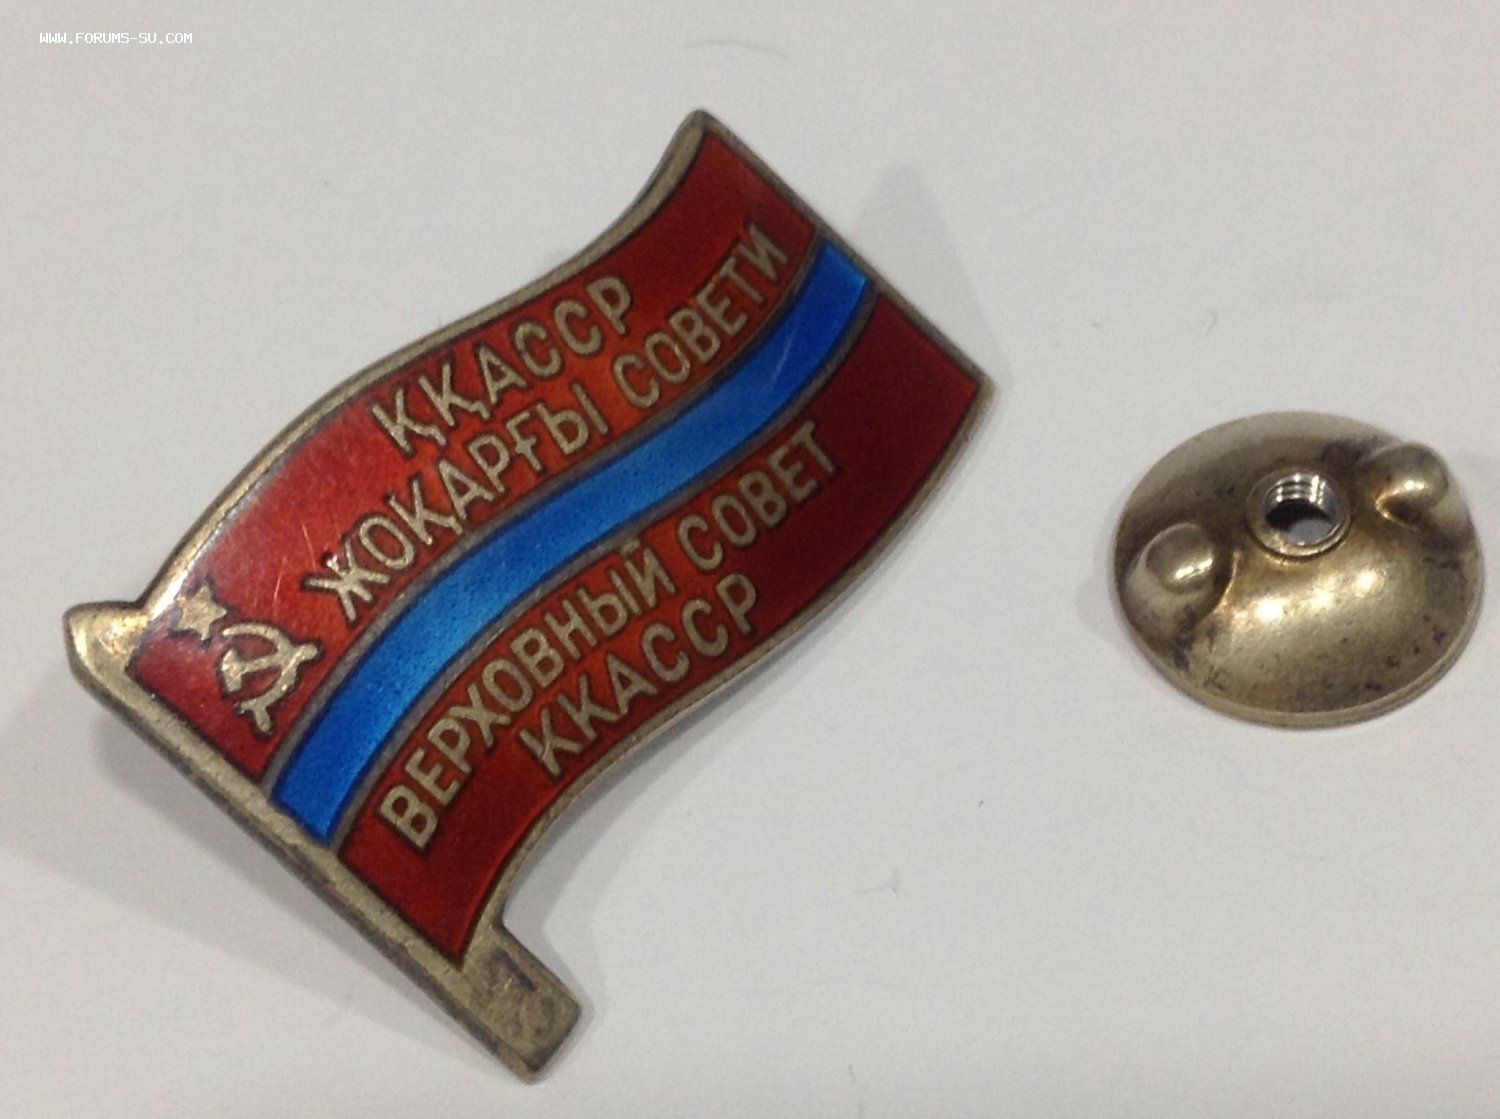 WWW.FORUMS-SU.COM
ҚҚАССР
ЖОҚАРҒЫ СОВЕТИ
ВЕРХОВНЫЙ СОВЕТ
ККАССР